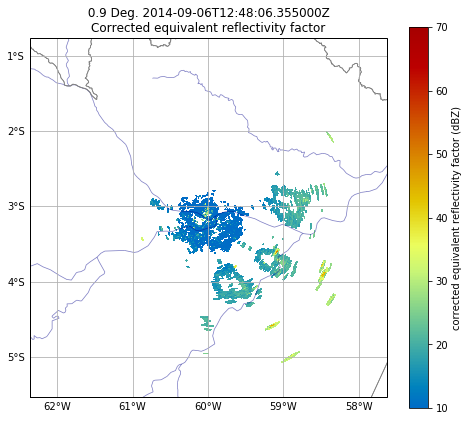 0.9 Deg. 2014-09-06T12:48:06.355000Z
Corrected equivalent reflectivity factor
70
60
50
40
30
20
10
corrected equivalent reflectivity factor (dBZ)
1°S
2°S
3°S
4°S
5°S
62°W 61°W 60°W 59°W 58°W